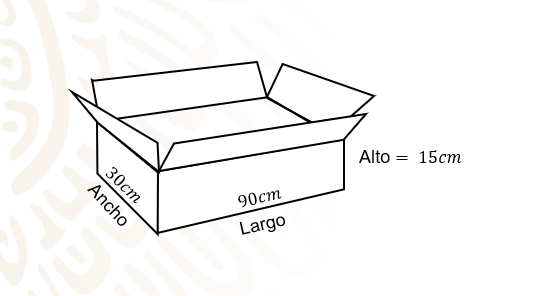 Alto = 15cm
30cm
Ancho
90cm
Largo